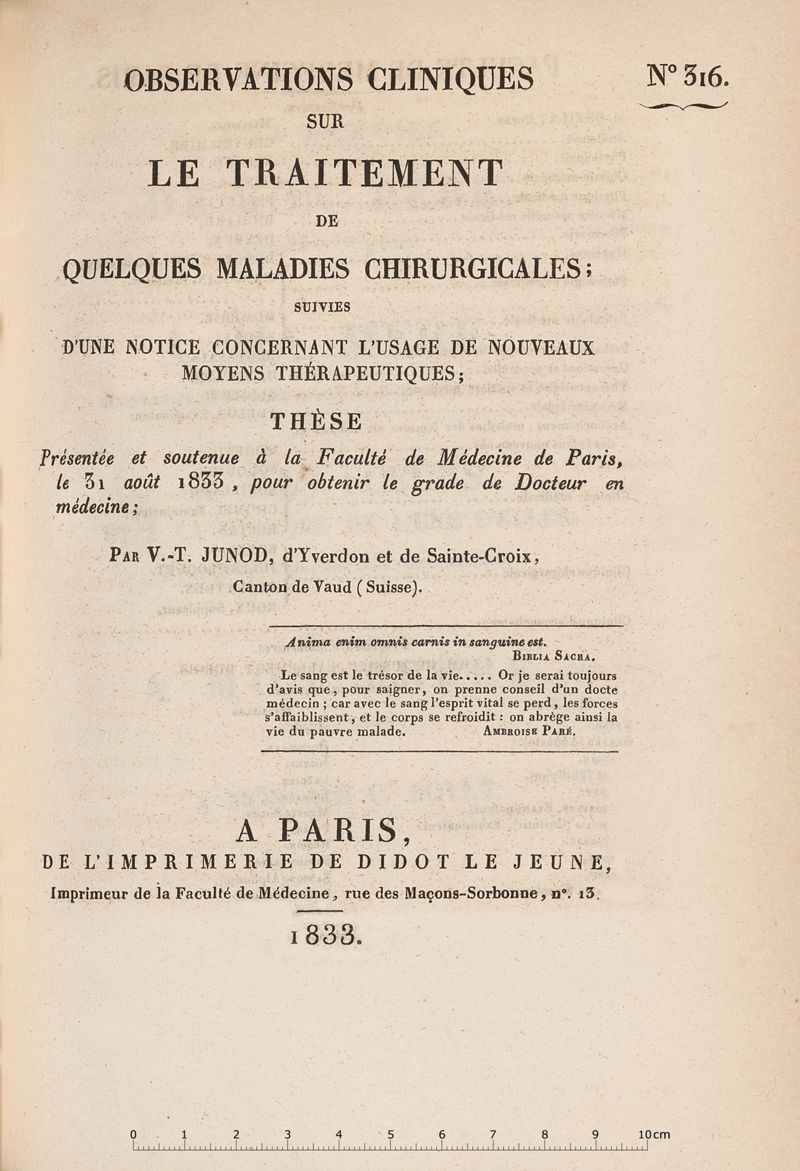 OBSERVATIONS CLINIQUES
N° 316.
SUR
LE TRAITEMENT
DE
QUELQUES MALADIES CHIRURGICALES;
SUIVIES
D'UNE NOTICE CONCERNANT L'USAGE DE NOUVEAUX
MOYENS THÉRAPEUTIQUES;
THÈSE
Présentée et soutenue à la Faculté de Médecine de Paris,
le 31 août 1833, pour obtenir le grade de Docteur en
médecine;
PAR V.-T. JUNOD, d'Yverdon et de Sainte-Croix,
Canton de Vaud (Suisse).
Anima enim omnis carnis in sanguine est.
BIBLIA SACRA.
Le sang est le trésor de la vie..... Or je serai toujours
d'avis que, pour saigner, on prenne conseil d'un docte
médecin; car avec le sang l'esprit vital se perd, les forces
s'affaiblissent, et le corps se refroidit : on abrège ainsi la
vie du pauvre malade. AMBROISE PARÉ.
A PARIS,
DE L'IMPRIMERIE DE DIDOT LE JEUNE,
Imprimeur de la Faculté de Médecine, rue des Maçons-Sorbonne, n°. 13.
1833.
0 1 2 3 4 5 6 7 8 9 10cm